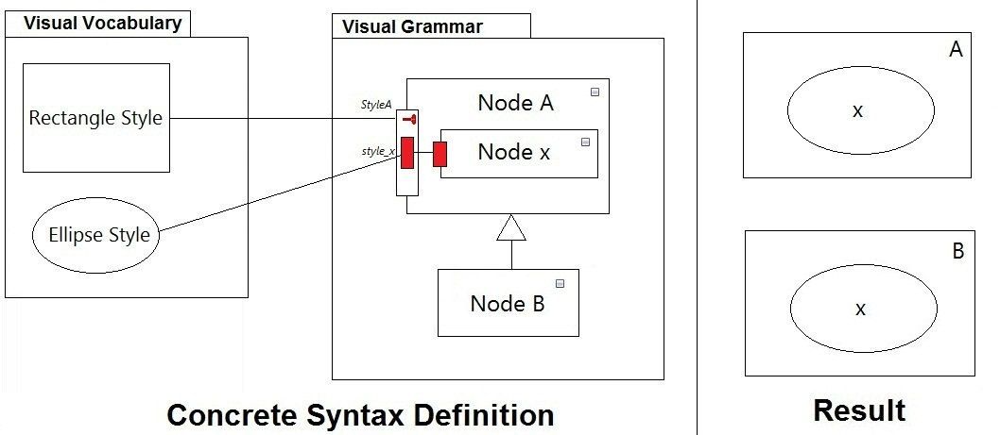 Visual Vocabulary
Rectangle Style
Ellipse Style
Visual Grammar
StyleA
style_x
Node A
Node x
Node B
Concrete Syntax Definition
A
x
B
x
Result